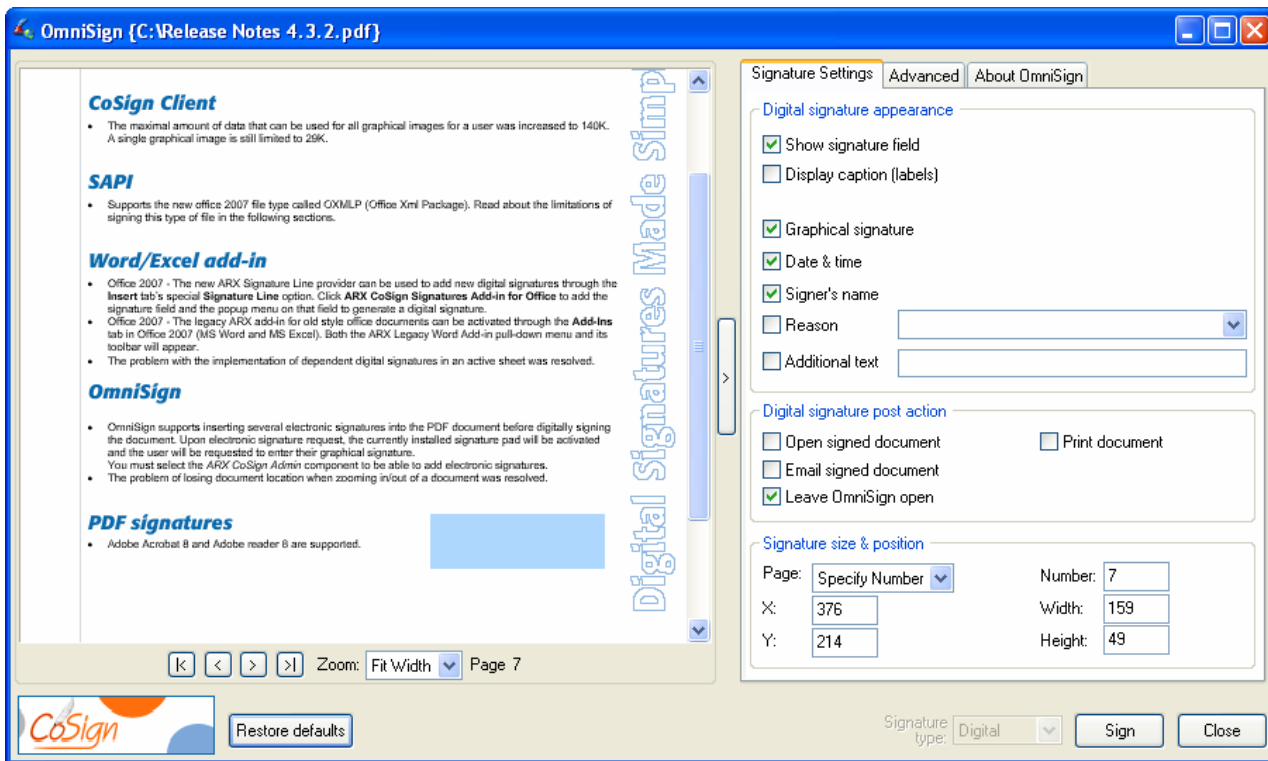 OmniSign {C:\Release Notes 4.3.2.pdf}
CoSign Client
• The maximal amount of data that can be used for all graphical images for a user was increased to 140K.
A single graphical image is still limited to 29K.
SAPI
• Supports the new office 2007 file type called OXMLP (Office Xml Package). Read about the limitations of
signing this type of file in the following sections.
Word/Excel add-in
• Office 2007 - The new ARX Signature Line provider can be used to add new digital signatures through the
Insert tab's special Signature Line option. Click ARX CoSign Signatures Add-in for Office to add the
signature field and the popup menu on that field to generate a digital signature.
• Office 2007 - The legacy ARX add-in for old style office documents can be activated through the Add-Ins
tab in Office 2007 (MS Word and MS Excel). Both the ARX Legacy Word Add-in pull-down menu and its
toolbar will appear.
• The problem with the implementation of dependent digital signatures in an active sheet was resolved.
OmniSign
• OmniSign supports inserting several electronic signatures into the PDF document before digitally signing
the document. Upon electronic signature request, the currently installed signature pad will be activated
and the user will be requested to enter their graphical signature.
You must select the ARX CoSign Admin component to be able to add electronic signatures.
• The problem of losing document location when zooming in/out of a document was resolved.
PDF signatures
• Adobe Acrobat 8 and Adobe reader 8 are supported.
Digital Signatures Made Simp
K < > >| Zoom: Fit Width Page 7
>
Signature Settings Advanced About OmniSign
Digital signature appearance
Show signature field
Display caption (labels)
Graphical signature
Date & time
Signer's name
Reason
Additional text
Digital signature post action
Open signed document Print document
Email signed document
Leave OmniSign open
Signature size & position
Page: Specify Number Number: 7
X: 376 Width: 159
Y: 214 Height: 49
CoSign Restore defaults
Signature type: Digital Sign Close